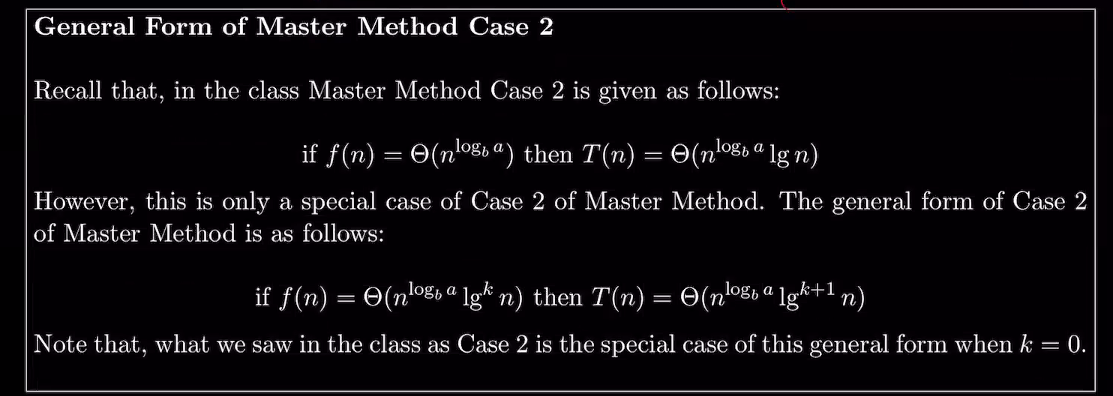 General Form of Master Method Case 2
Recall that, in the class Master Method Case 2 is given as follows:
if f(n) = Θ(n^{log_b a}) then T(n) = Θ(n^{log_b a} lg n)
However, this is only a special case of Case 2 of Master Method. The general form of Case 2
of Master Method is as follows:
if f(n) = Θ(n^{log_b a} lg^k n) then T(n) = Θ(n^{log_b a} lg^{k+1} n)
Note that, what we saw in the class as Case 2 is the special case of this general form when k = 0.